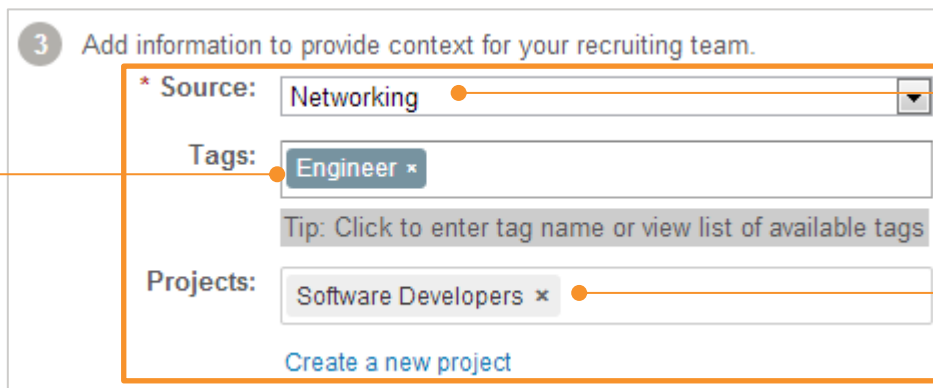 3 Add information to provide context for your recruiting team.
* Source: Networking
Tags: Engineer ×
Tip: Click to enter tag name or view list of available tags
Projects: Software Developers ×
Create a new project